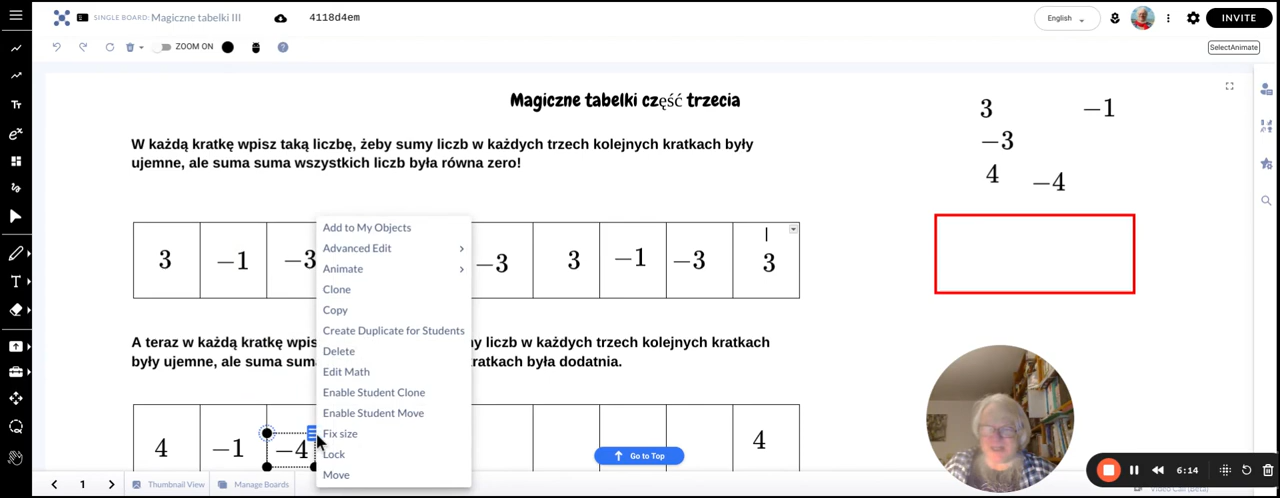 SINGLE BOARD: Magiczne tabelki III
4118d4em
English
INVITE
ZOOM ON
SelectAnimate
Magiczne tabelki część trzecia
W każdą kratkę wpisz taką liczbę, żeby sumy liczb w każdych trzech kolejnych kratkach były
ujemne, ale suma suma wszystkich liczb była równa zero!
3 −1
−3
4 −4
3 −1 −3 −3 3 −1 −3 3
Add to My Objects
Advanced Edit
Animate
Clone
Copy
Create Duplicate for Students
Delete
Edit Math
Enable Student Clone
Enable Student Move
Fix size
Lock
Move
A teraz w każdą kratkę wpis y liczb w każdych trzech kolejnych kratkach
były ujemne, ale suma sum kratkach była dodatnia.
4 −1 −4 4
Go to Top
6:14
1 Thumbnail View Manage Boards
Video Call (Beta)